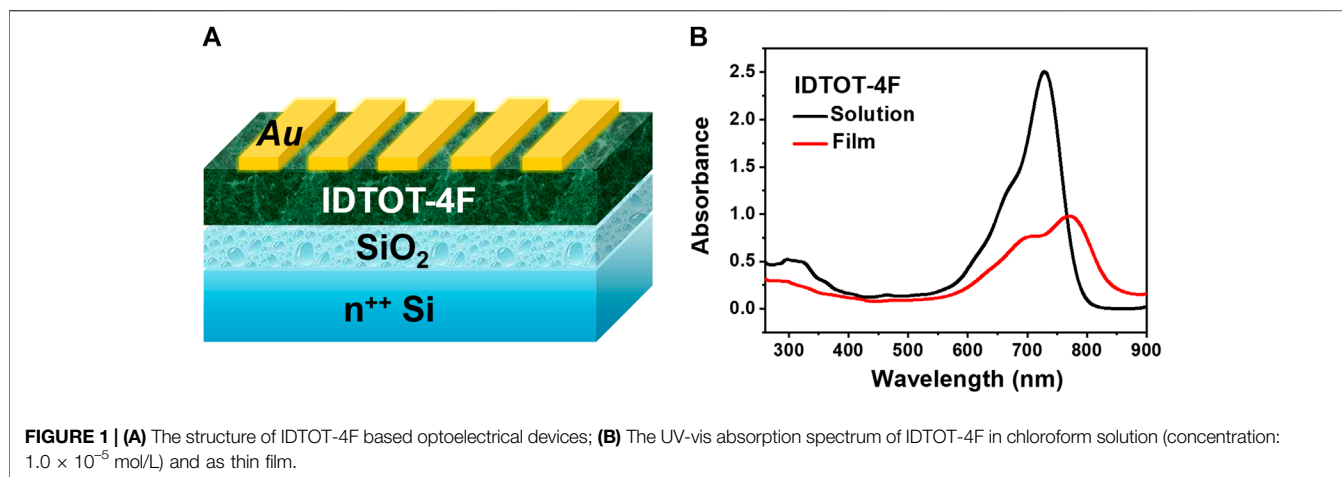 A
B
Au
IDTOT-4F
SiO₂
n⁺⁺ Si
IDTOT-4F
Solution
Film
Absorbance
2.5
2.0
1.5
1.0
0.5
0.0
300 400 500 600 700 800 900
Wavelength (nm)
FIGURE 1 | (A) The structure of IDTOT-4F based optoelectrical devices; (B) The UV-vis absorption spectrum of IDTOT-4F in chloroform solution (concentration:
1.0 × 10⁻⁵ mol/L) and as thin film.